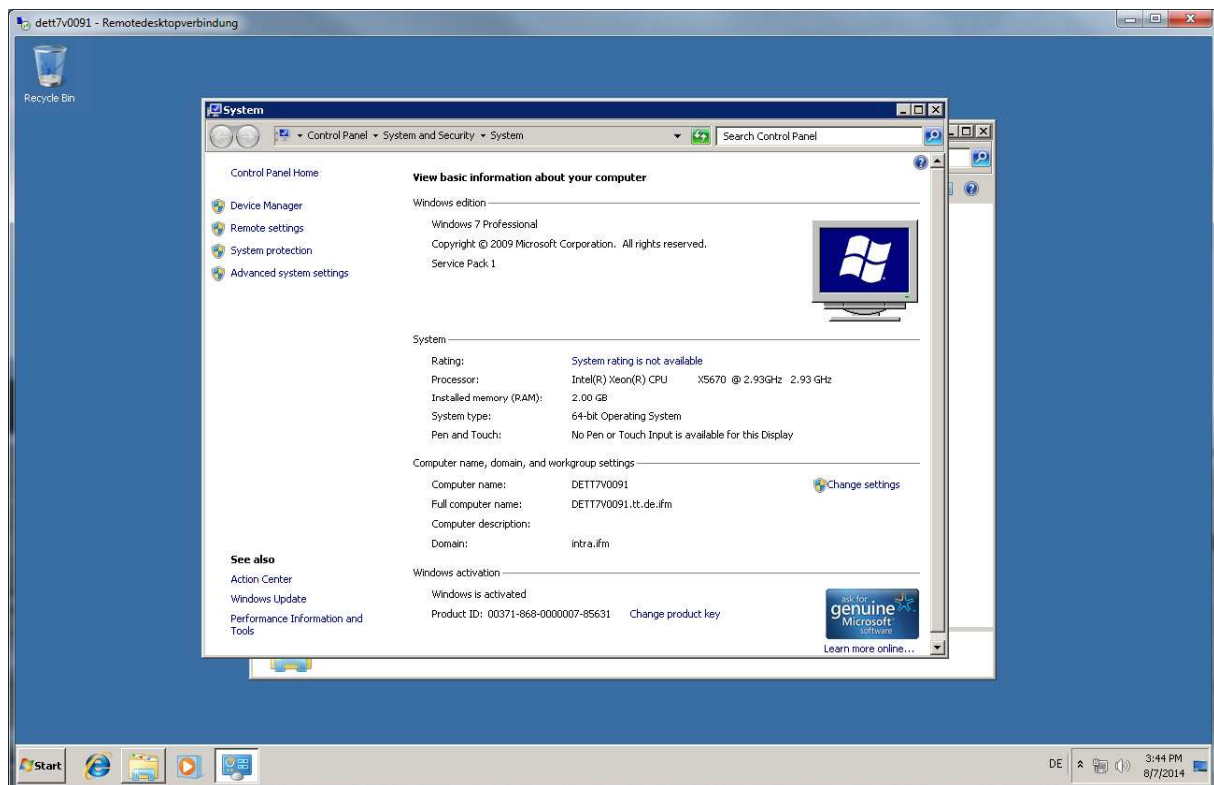 dett7v0091 - Remotedesktopverbindung
Recycle Bin
System
Control Panel System and Security System
Search Control Panel
Control Panel Home
Device Manager
Remote settings
System protection
Advanced system settings
View basic information about your computer
Windows edition
Windows 7 Professional
Copyright © 2009 Microsoft Corporation. All rights reserved.
Service Pack 1
System
Rating: System rating is not available
Processor: Intel(R) Xeon(R) CPU X5670 @ 2.93GHz 2.93 GHz
Installed memory (RAM): 2.00 GB
System type: 64-bit Operating System
Pen and Touch: No Pen or Touch Input is available for this Display
Computer name, domain, and workgroup settings
Computer name: DETT7V0091
Change settings
Full computer name: DETT7V0091.tt.de.ifm
Computer description:
Domain: intra.ifm
Windows activation
Windows is activated
Product ID: 00371-868-0000007-85631 Change product key
ask for
genuine
Microsoft
software
Learn more online...
See also
Action Center
Windows Update
Performance Information and
Tools
Start
DE
3:44 PM
8/7/2014